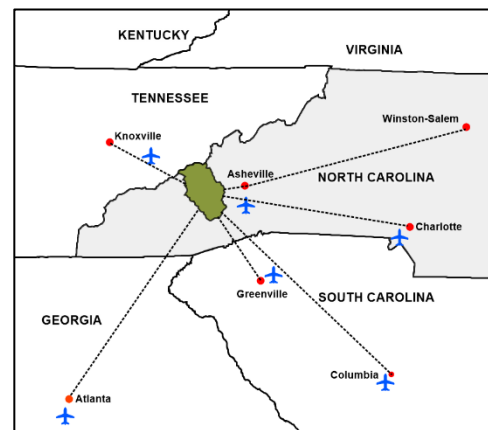 KENTUCKY
VIRGINIA
TENNESSEE
Winston-Salem
Knoxville
Asheville
NORTH CAROLINA
Charlotte
Greenville
SOUTH CAROLINA
GEORGIA
Columbia
Atlanta